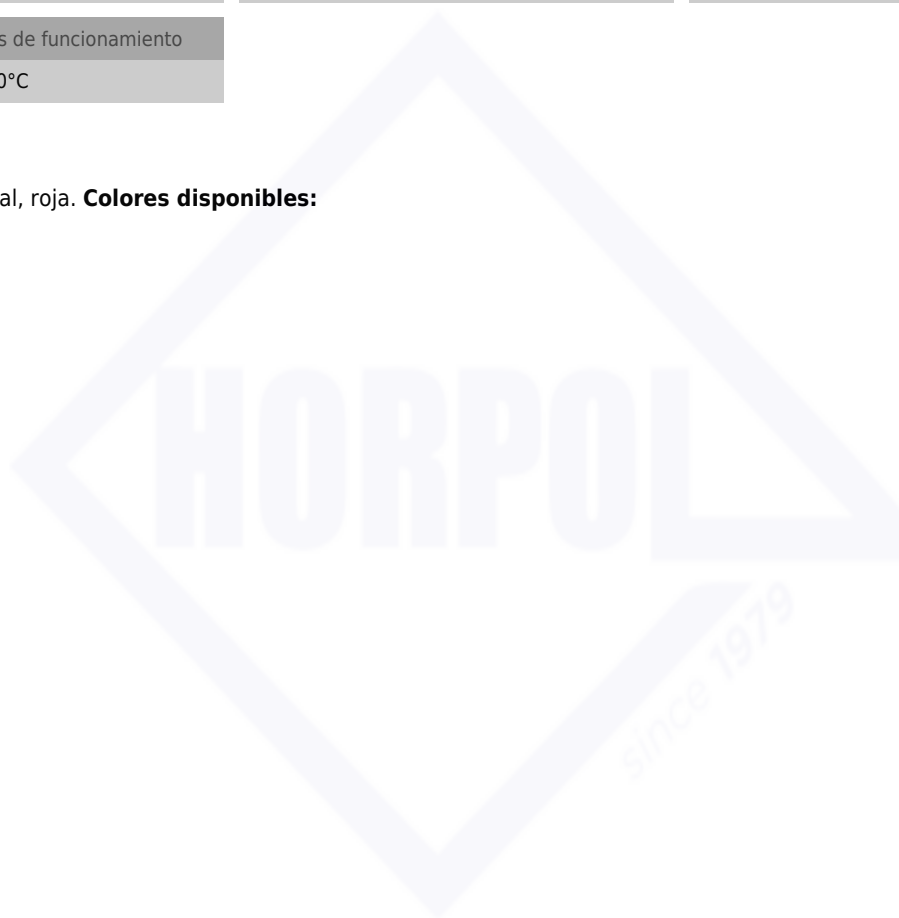 s de funcionamiento
0°C
al, roja. Colores disponibles:
HORPOL
since 1979